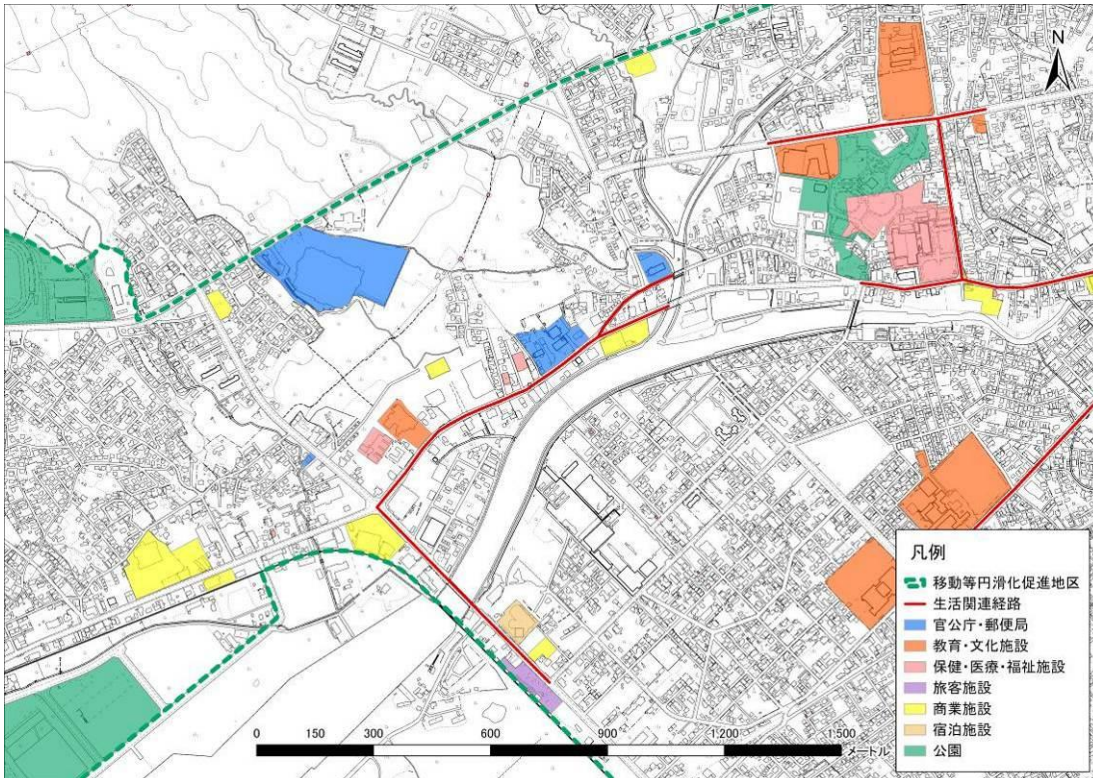 N
凡例
移動等円滑化促進地区
生活関連経路
官公庁・郵便局
教育・文化施設
保健・医療・福祉施設
旅客施設
商業施設
宿泊施設
公園
0 150 300 600 900 1,200 1,500
メートル